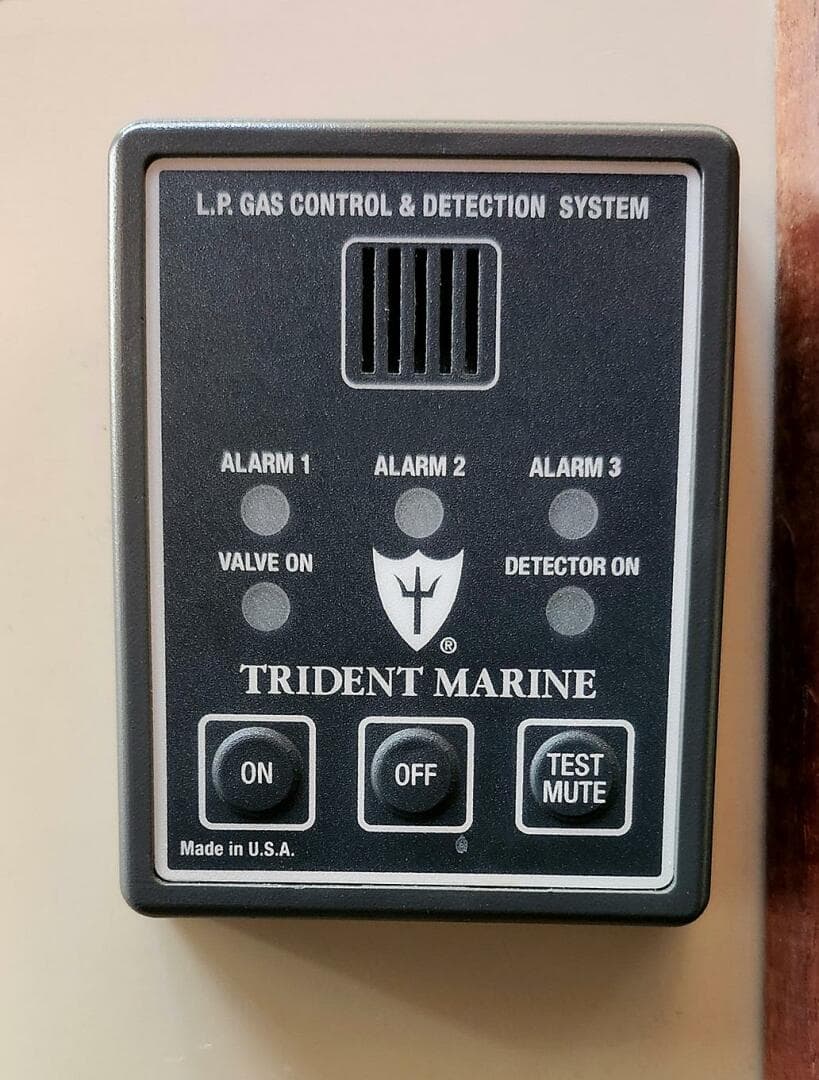 L.P. GAS CONTROL & DETECTION SYSTEM
ALARM 1 ALARM 2 ALARM 3
VALVE ON DETECTOR ON
®
TRIDENT MARINE
ON OFF TEST MUTE
Made in U.S.A.